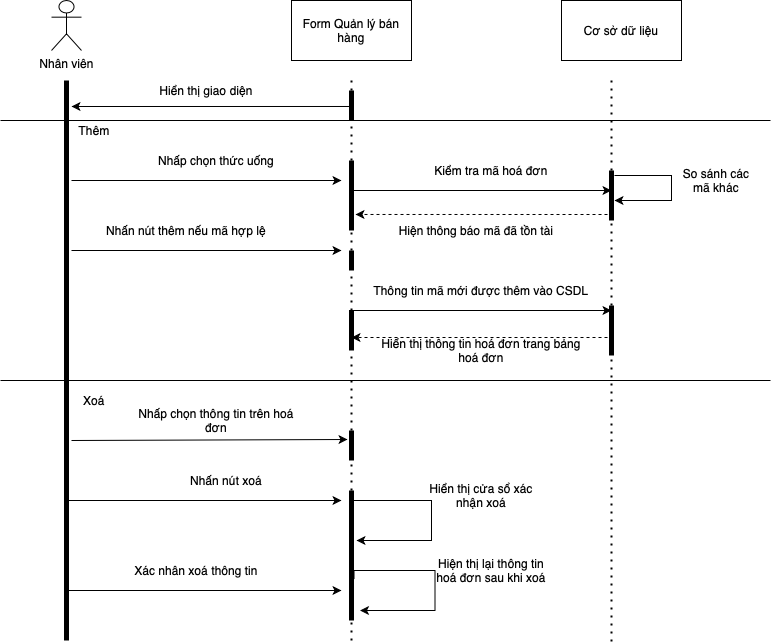 Form Quản lý bán
hàng
Cơ sở dữ liệu
Nhân viên
Hiển thị giao diện
Thêm
Nhấp chọn thức uống
Kiểm tra mã hoá đơn
So sánh các
mã khác
Nhấn nút thêm nếu mã hợp lệ
Hiện thông báo mã đã tồn tài
Thông tin mã mới được thêm vào CSDL
Hiển thị thông tin hoá đơn trang bảng
hoá đơn
Xoá
Nhấp chọn thông tin trên hoá
đơn
Nhấn nút xoá
Hiển thị cửa sổ xác
nhận xoá
Xác nhân xoá thông tin
Hiện thị lại thông tin
hoá đơn sau khi xoá